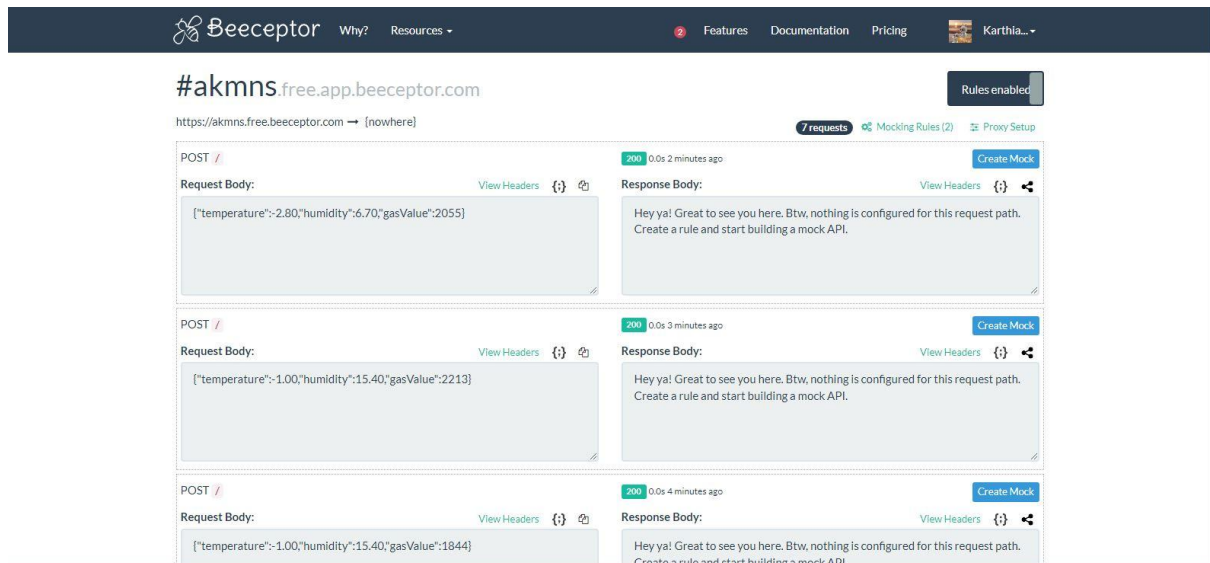 Beeceptor Why? Resources 2 Features Documentation Pricing Karthia...
#akmns.free.app.beeceptor.com
Rules enabled
https://akmns.free.beeceptor.com → {nowhere}
7 requests Mocking Rules (2) Proxy Setup
POST /
200 0.0s 2 minutes ago
Create Mock
Request Body: View Headers {;}
Response Body: View Headers {;}
{"temperature":-2.80,"humidity":6.70,"gasValue":2055}
Hey ya! Great to see you here. Btw, nothing is configured for this request path.
Create a rule and start building a mock API.
POST /
200 0.0s 3 minutes ago
Create Mock
Request Body: View Headers {;}
Response Body: View Headers {;}
{"temperature":-1.00,"humidity":15.40,"gasValue":2213}
Hey ya! Great to see you here. Btw, nothing is configured for this request path.
Create a rule and start building a mock API.
POST /
200 0.0s 4 minutes ago
Create Mock
Request Body: View Headers {;}
Response Body: View Headers {;}
{"temperature":-1.00,"humidity":15.40,"gasValue":1844}
Hey ya! Great to see you here. Btw, nothing is configured for this request path.
Create a rule and start building a mock API.